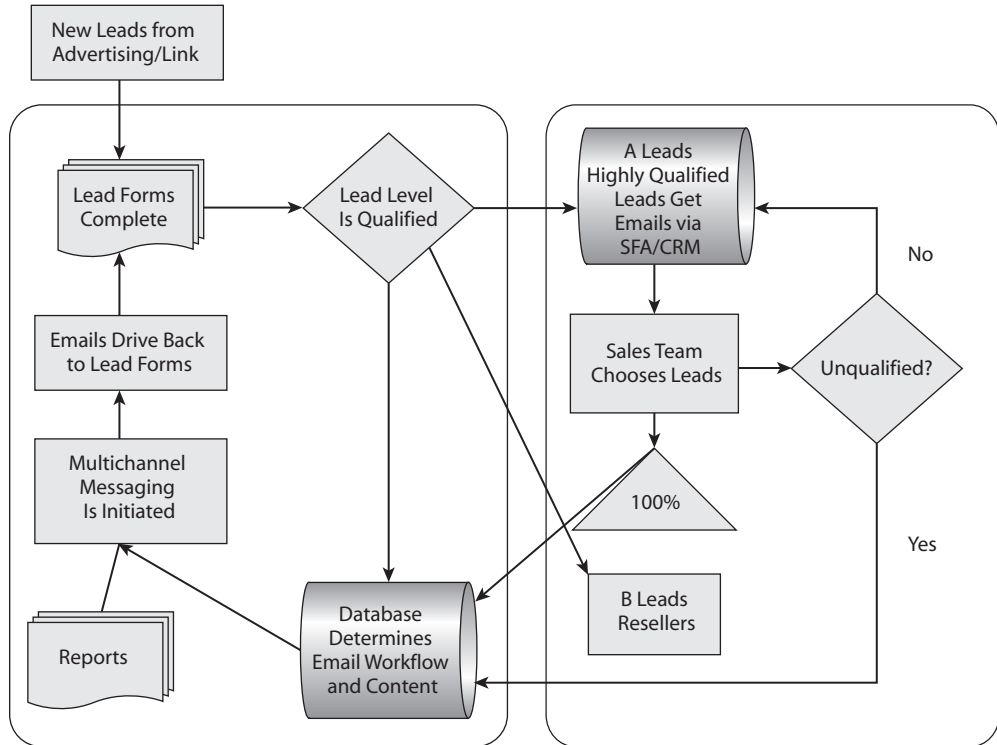 New Leads from
Advertising/Link
Lead Forms
Complete
Lead Level
Is Qualified
A Leads
Highly Qualified
Leads Get
Emails via
SFA/CRM
No
Emails Drive Back
to Lead Forms
Sales Team
Chooses Leads
Unqualified?
Multichannel
Messaging
Is Initiated
100%
Yes
Reports
Database
Determines
Email Workflow
and Content
B Leads
Resellers